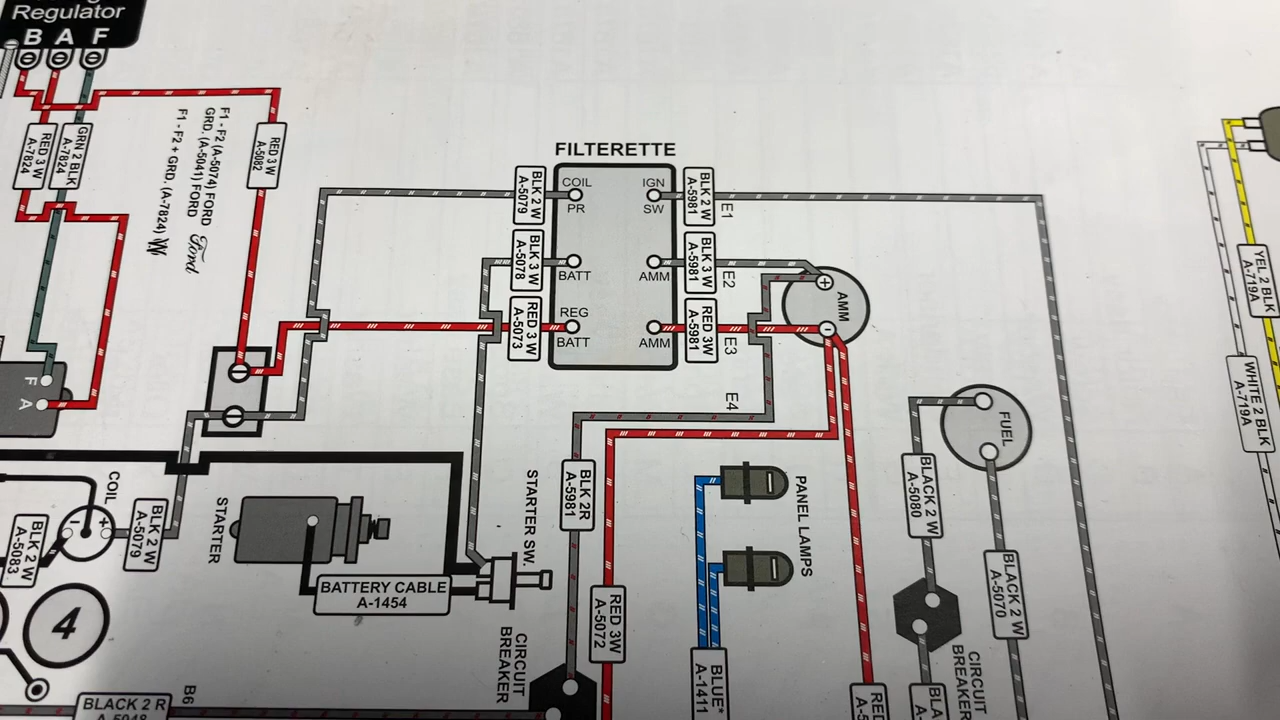 Regulator
B A F
RED 3 W
A-7824
GRN 2 BLK
A-7824
F1 - F2 (A-5074) FORD
GRD. (A-5041) FORD
Ford
F1 - F2 + GRD. (A-7824)
W
RED 3 W
A-5082
FILTERETTE
COIL
PR
BATT
REG
BATT
IGN
SW
AMM
AMM
BLK 2 W
A-5079
BLK 3 W
A-5078
RED 3 W
A-5073
BLK 2 W
A-5981
E1
BLK 3 W
A-5981
E2
RED 3W
A-5981
E3
E4
+
AMM
-
YEL 2 BLK
A-719A
WHITE 2 BLK
A-719A
F
A
COIL
- +
BLK 2 W
A-5083
BLK 2 W
A-5079
STARTER
STARTER SW.
BATTERY CABLE
A-1454
BLK 2R
A-5981
RED 3W
A-5072
PANEL LAMPS
BLUE*
A-1411
FUEL
BLACK 2 W
A-5080
BLACK 2 W
A-5070
CIRCUIT
BREAKER
CIRCUIT
BREAKER
4
B6
BLACK 2 R
A-5048
RED